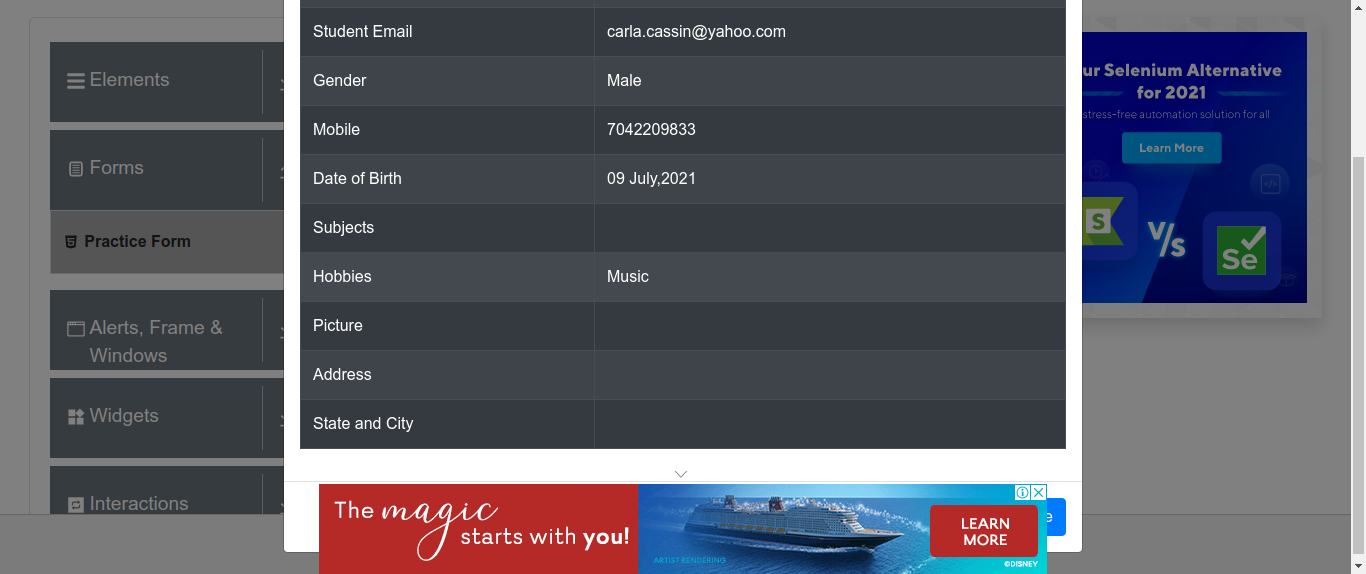 Student Email carla.cassin@yahoo.com
Gender Male
Mobile 7042209833
Date of Birth 09 July,2021
Subjects
Hobbies Music
Picture
Address
State and City
Elements
Forms
Practice Form
Alerts, Frame &
Windows
Widgets
Interactions
Selenium Alternative
for 2021
stress-free automation solution for all
Learn More
S
V/s
Se
The magic
starts with you!
ARTIST RENDERING
LEARN
MORE
©DISNEY